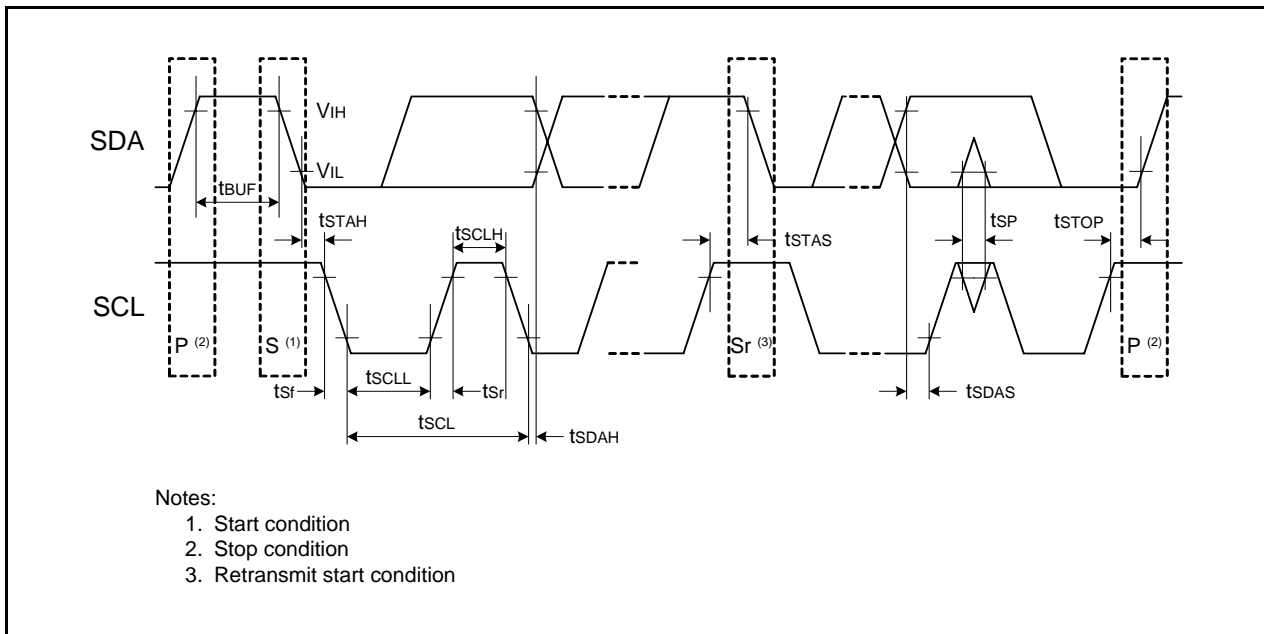 SDA
VIH
VIL
tBUF
tSTAH
tSCLH
tSTAS
tSP
tSTOP
SCL
P (2)
S (1)
Sr (3)
P (2)
tSf
tSCLL
tSr
tSDAS
tSCL
tSDAH
Notes:
1. Start condition
2. Stop condition
3. Retransmit start condition